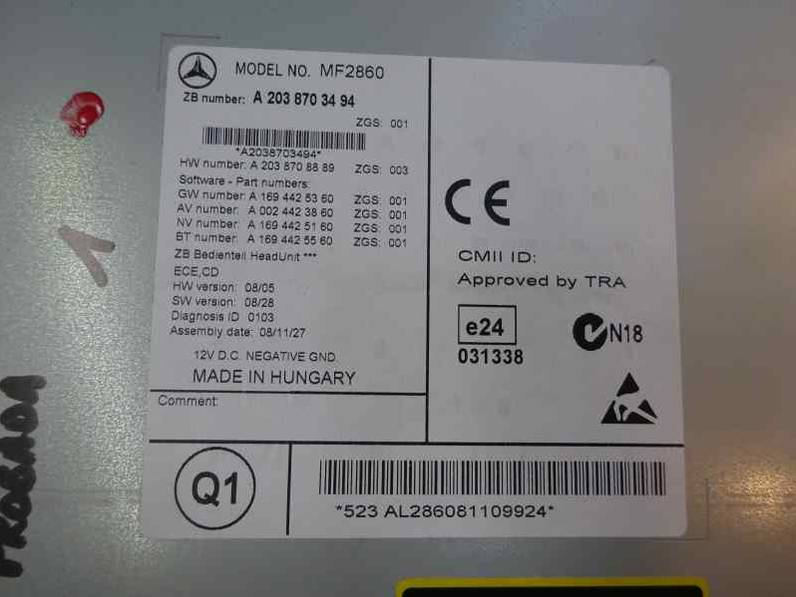 MODEL NO. MF2860
ZB number: A 203 870 34 94
ZGS: 001
*A2038703494*
HW number: A 203 870 88 89 ZGS: 003
Software - Part numbers:
GW number: A 169 442 63 60 ZGS: 001
AV number: A 002 442 38 60 ZGS: 001
NV number: A 169 442 51 60 ZGS: 001
BT number: A 169 442 55 60 ZGS: 001
ZB Bedienteil HeadUnit ***
ECE,CD
HW version: 08/05
SW version: 08/28
Diagnosis ID 0103
Assembly date: 08/11/27
12V D.C. NEGATIVE GND.
MADE IN HUNGARY
Comment:
CE
CMII ID:
Approved by TRA
e24
031338
N18
Q1
*523 AL286081109924*
1
PROBADA